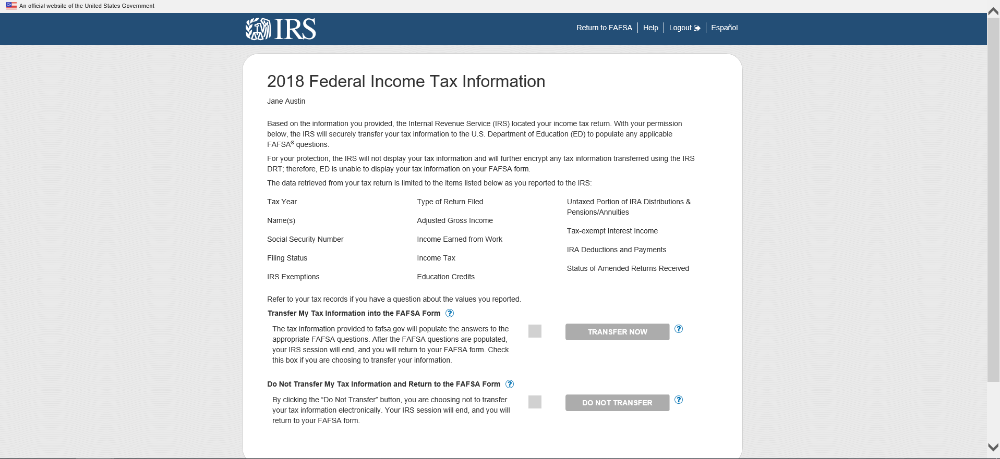 An official website of the United States Government
IRS
Return to FAFSA
Help
Logout
Español
2018 Federal Income Tax Information
Jane Austin
Based on the information you provided, the Internal Revenue Service (IRS) located your income tax return. With your permission
below, the IRS will securely transfer your tax information to the U.S. Department of Education (ED) to populate any applicable
FAFSA® questions.
For your protection, the IRS will not display your tax information and will further encrypt any tax information transferred using the IRS
DRT; therefore, ED is unable to display your tax information on your FAFSA form.
The data retrieved from your tax return is limited to the items listed below as you reported to the IRS:
Tax Year
Name(s)
Social Security Number
Filing Status
IRS Exemptions
Type of Return Filed
Adjusted Gross Income
Income Earned from Work
Income Tax
Education Credits
Untaxed Portion of IRA Distributions &
Pensions/Annuities
Tax-exempt Interest Income
IRA Deductions and Payments
Status of Amended Returns Received
Refer to your tax records if you have a question about the values you reported.
Transfer My Tax Information into the FAFSA Form ?
The tax information provided to fafsa.gov will populate the answers to the
appropriate FAFSA questions. After the FAFSA questions are populated,
your IRS session will end, and you will return to your FAFSA form. Check
this box if you are choosing to transfer your information.
TRANSFER NOW ?
Do Not Transfer My Tax Information and Return to the FAFSA Form ?
By clicking the “Do Not Transfer” button, you are choosing not to transfer
your tax information electronically. Your IRS session will end, and you will
return to your FAFSA form.
DO NOT TRANSFER ?